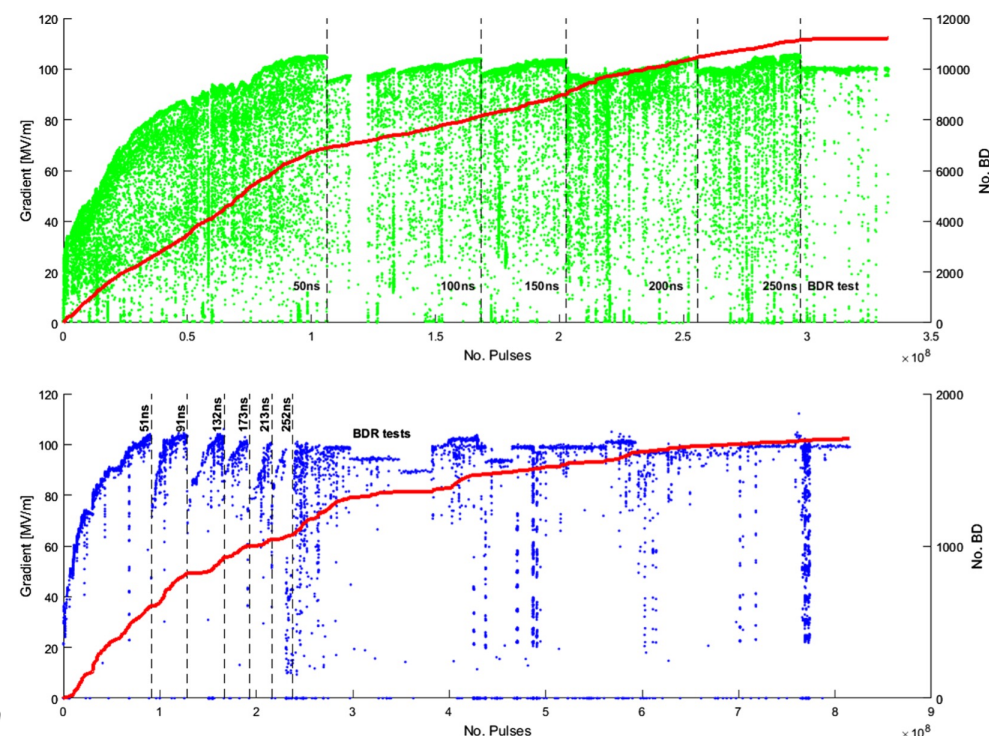 120
100
80
60
40
20
0
Gradient [MV/m]
12000
10000
8000
6000
4000
2000
0
No. BD
50ns
100ns
150ns
200ns
250ns
BDR test
0
0.5
1
1.5
2
2.5
3
3.5
No. Pulses
×10⁸
120
100
80
60
40
20
0
Gradient [MV/m]
2000
1000
0
No. BD
51ns
91ns
132ns
173ns
213ns
252ns
BDR tests
0
1
2
3
4
5
6
7
8
9
No. Pulses
×10⁸